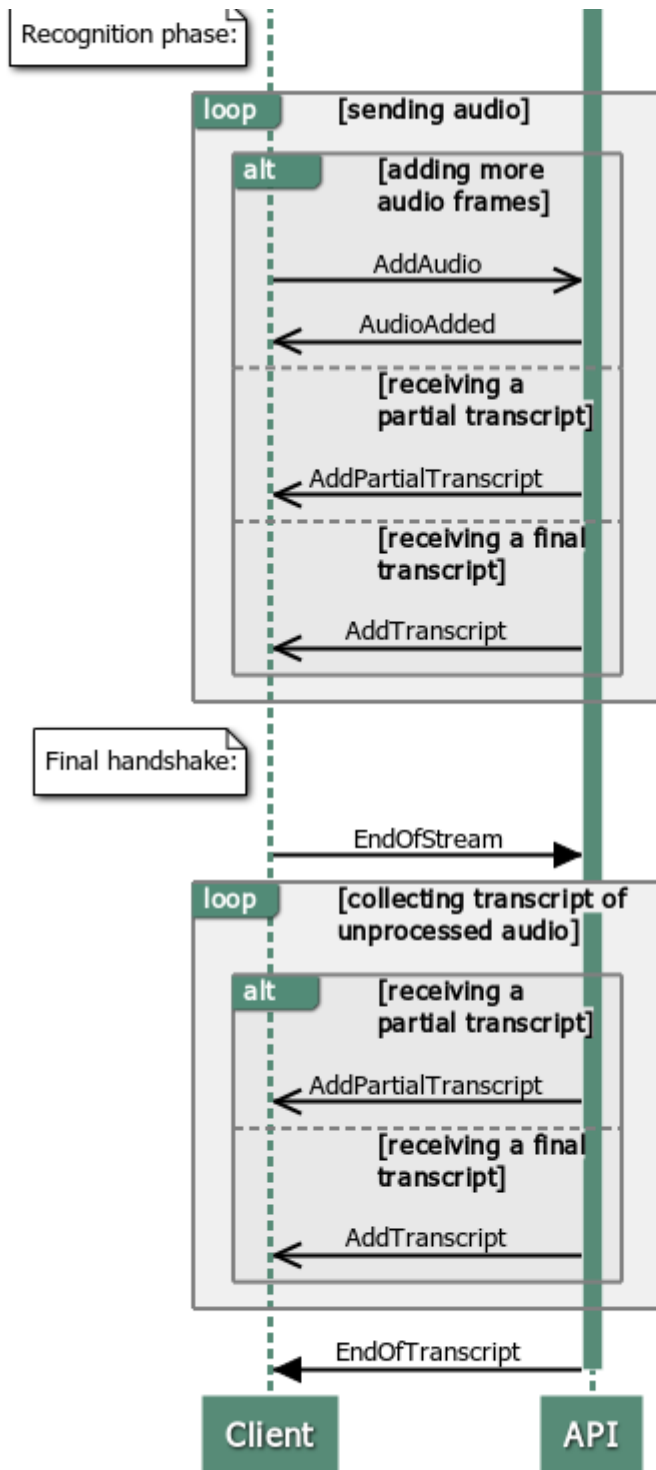 Recognition phase:
loop [sending audio]
alt [adding more
audio frames]
AddAudio
AudioAdded
[receiving a
partial transcript]
AddPartialTranscript
[receiving a final
transcript]
AddTranscript
Final handshake:
EndOfStream
loop [collecting transcript of
unprocessed audio]
alt [receiving a
partial transcript]
AddPartialTranscript
[receiving a final
transcript]
AddTranscript
EndOfTranscript
Client API